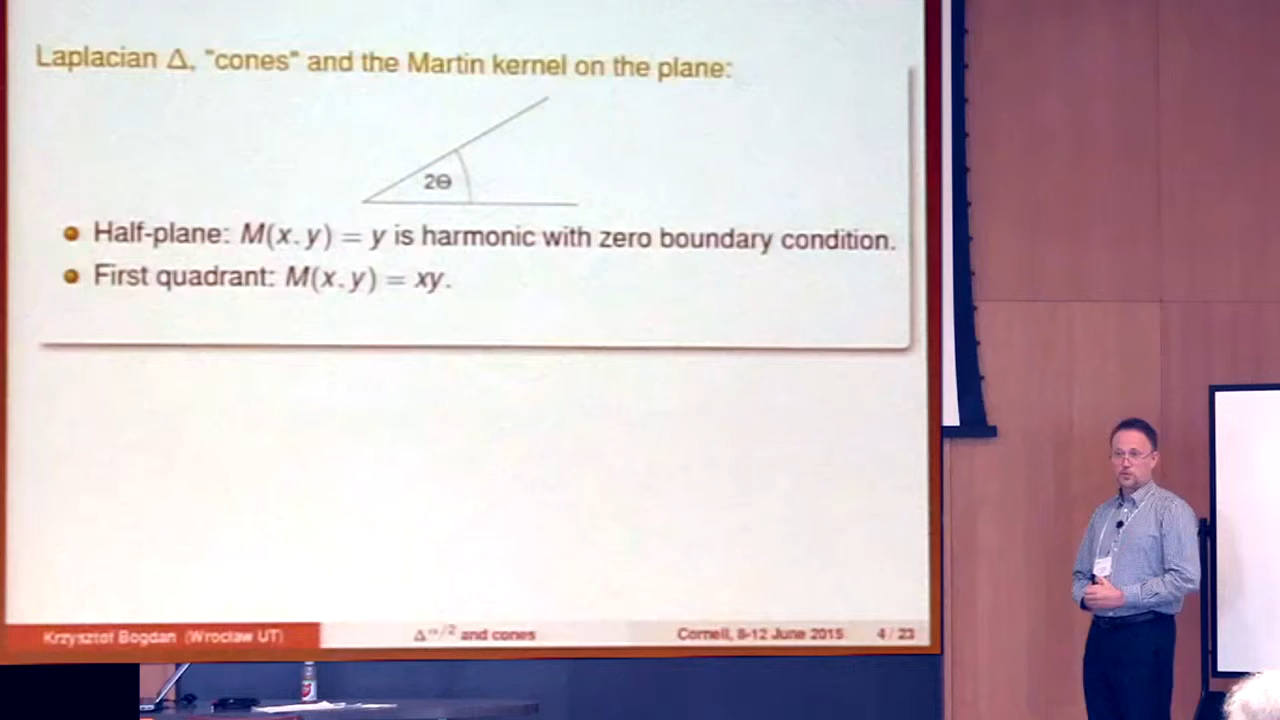 Laplacian Δ, "cones" and the Martin kernel on the plane:
2Θ
Half-plane: M(x, y) = y is harmonic with zero boundary condition.
First quadrant: M(x, y) = xy.
Krzysztof Bogdan (Wrocław UT)
Δ^{α/2} and cones
Cornell, 8-12 June 2015
4 / 23